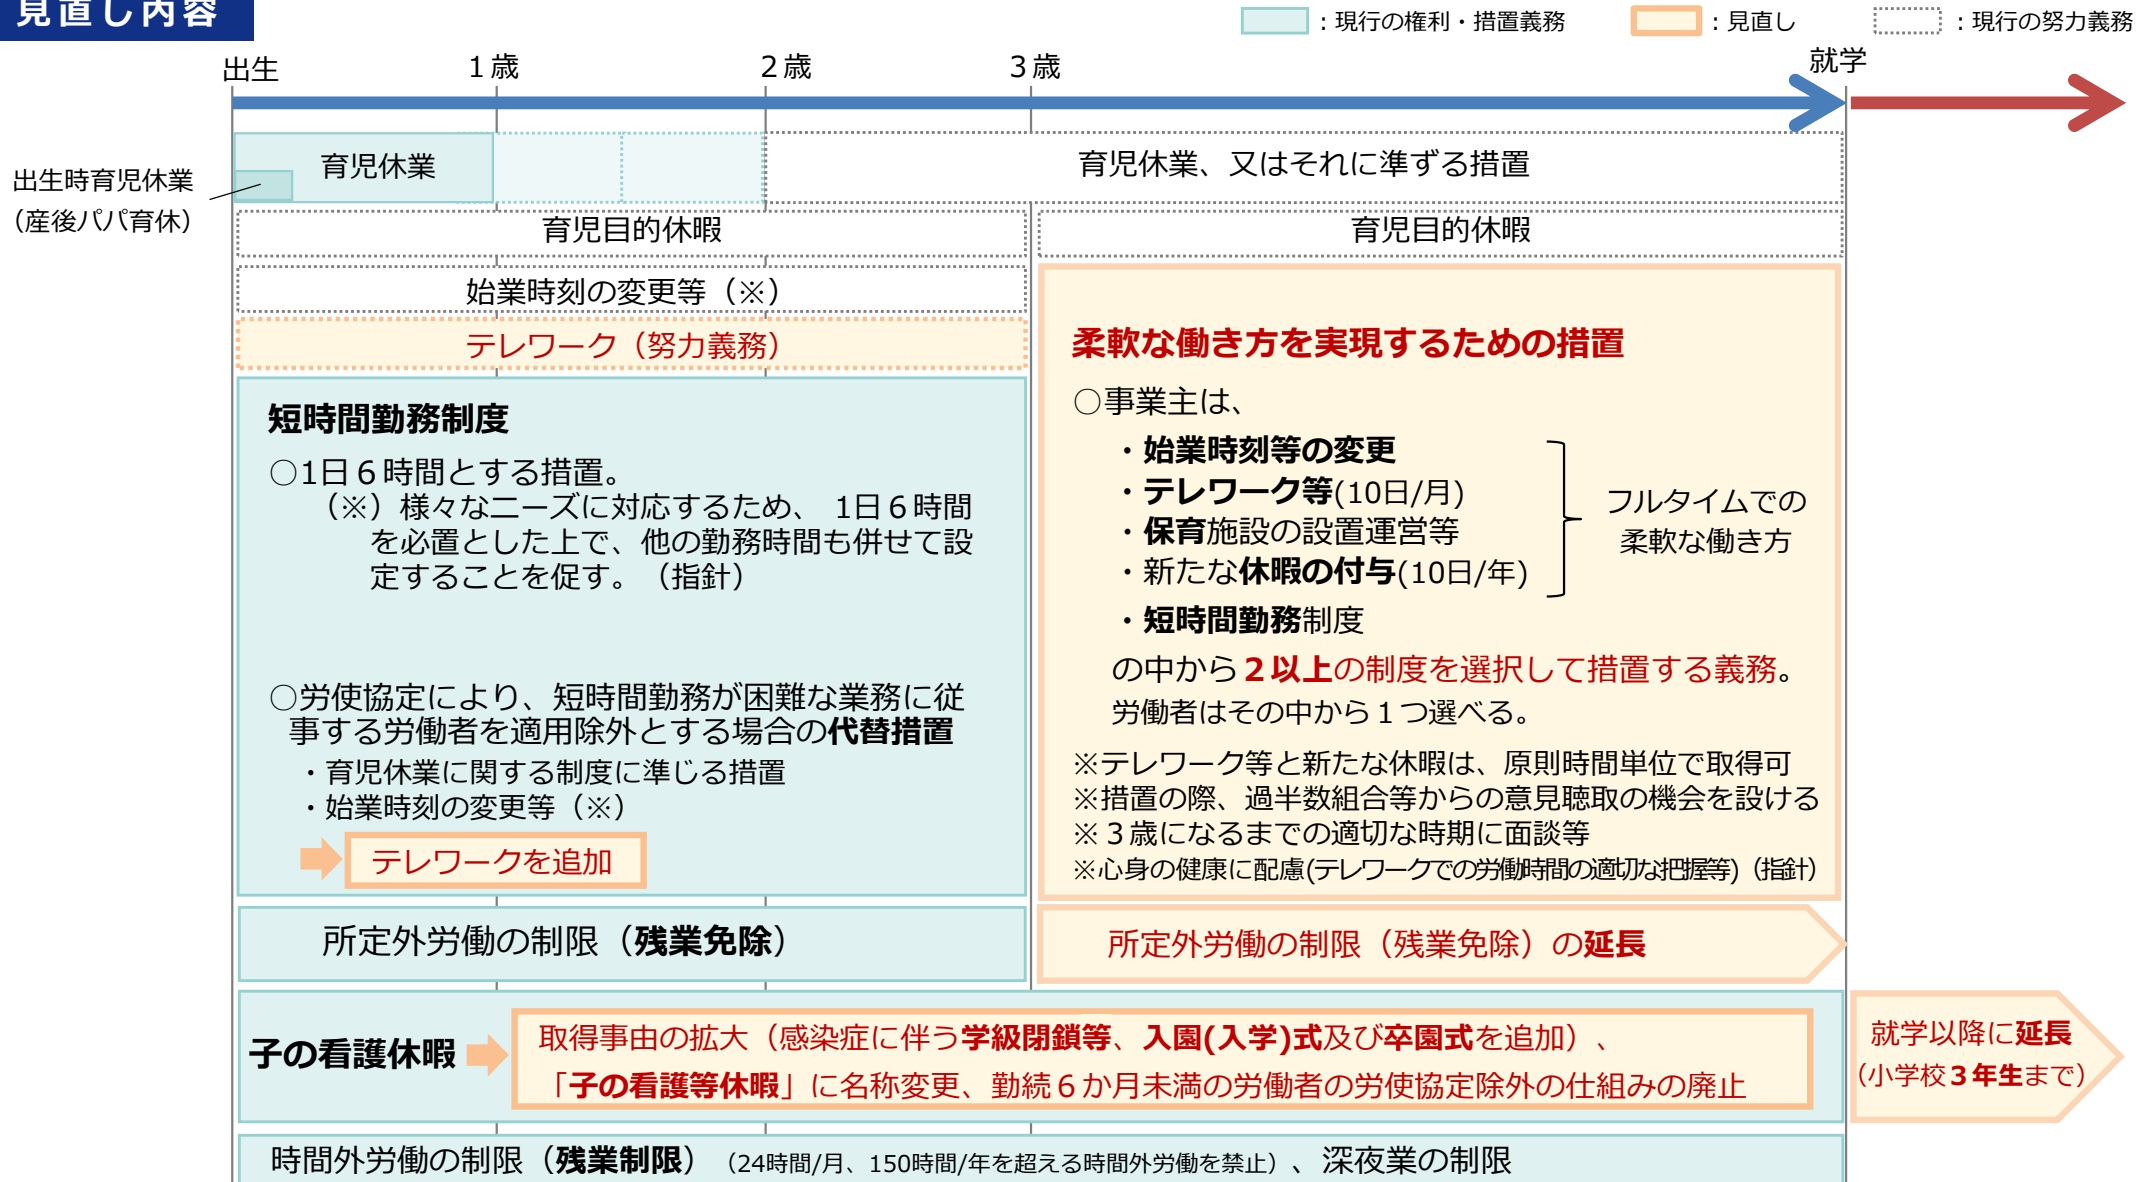 見直し内容
：現行の権利・措置義務
：見直し
：現行の努力義務
出生
１歳
２歳
３歳
就学
出生時育児休業
（産後パパ育休）
育児休業
育児休業、又はそれに準ずる措置
育児目的休暇
育児目的休暇
始業時刻の変更等（※）
テレワーク（努力義務）
短時間勤務制度
○1日６時間とする措置。
（※）様々なニーズに対応するため、 1日６時間
を必置とした上で、他の勤務時間も併せて設
定することを促す。（指針）
○労使協定により、短時間勤務が困難な業務に従
事する労働者を適用除外とする場合の代替措置
・育児休業に関する制度に準じる措置
・始業時刻の変更等（※）
テレワークを追加
柔軟な働き方を実現するための措置
○事業主は、
・始業時刻等の変更
・テレワーク等(10日/月)
・保育施設の設置運営等
・新たな休暇の付与(10日/年)
・短時間勤務制度
フルタイムでの
柔軟な働き方
の中から２以上の制度を選択して措置する義務。
労働者はその中から１つ選べる。
※テレワーク等と新たな休暇は、原則時間単位で取得可
※措置の際、過半数組合等からの意見聴取の機会を設ける
※３歳になるまでの適切な時期に面談等
※心身の健康に配慮(テレワークでの労働時間の適切な把握等)（指針）
所定外労働の制限（残業免除）
所定外労働の制限（残業免除）の延長
子の看護休暇
取得事由の拡大（感染症に伴う学級閉鎖等、入園(入学)式及び卒園式を追加）、
「子の看護等休暇」に名称変更、勤続６か月未満の労働者の労使協定除外の仕組みの廃止
就学以降に延長
（小学校３年生まで）
時間外労働の制限（残業制限）（24時間/月、150時間/年を超える時間外労働を禁止）、深夜業の制限